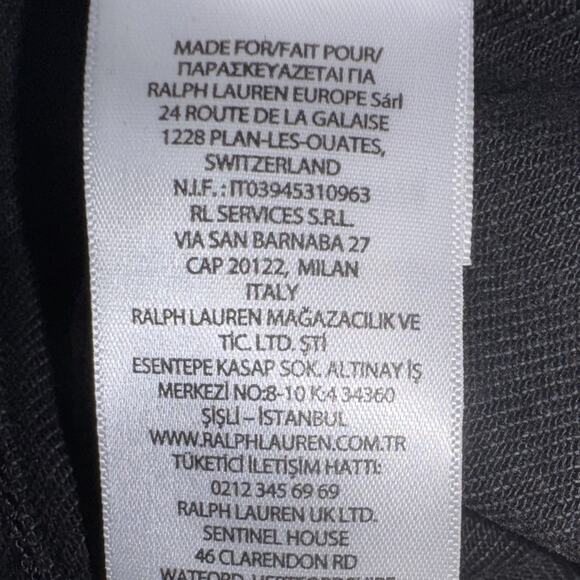 MADE FOR/FAIT POUR/
ΠΑΡΑΣΚΕΥΑΖΕΤΑΙ ΓΙΑ
RALPH LAUREN EUROPE Sárl
24 ROUTE DE LA GALAISE
1228 PLAN-LES-OUATES,
SWITZERLAND
N.I.F. : IT03945310963
RL SERVICES S.R.L.
VIA SAN BARNABA 27
CAP 20122, MILAN
ITALY
RALPH LAUREN MAĞAZACILIK VE
TİC. LTD. ŞTİ
ESENTEPE KASAP SOK. ALTINAY İŞ
MERKEZİ NO:8-10 K:4 34360
ŞİŞLİ – İSTANBUL
WWW.RALPHLAUREN.COM.TR
TÜKETİCİ İLETİŞİM HATTI:
0212 345 69 69
RALPH LAUREN UK LTD.
SENTINEL HOUSE
46 CLARENDON RD
WATFORD, HERTFORDSHIRE